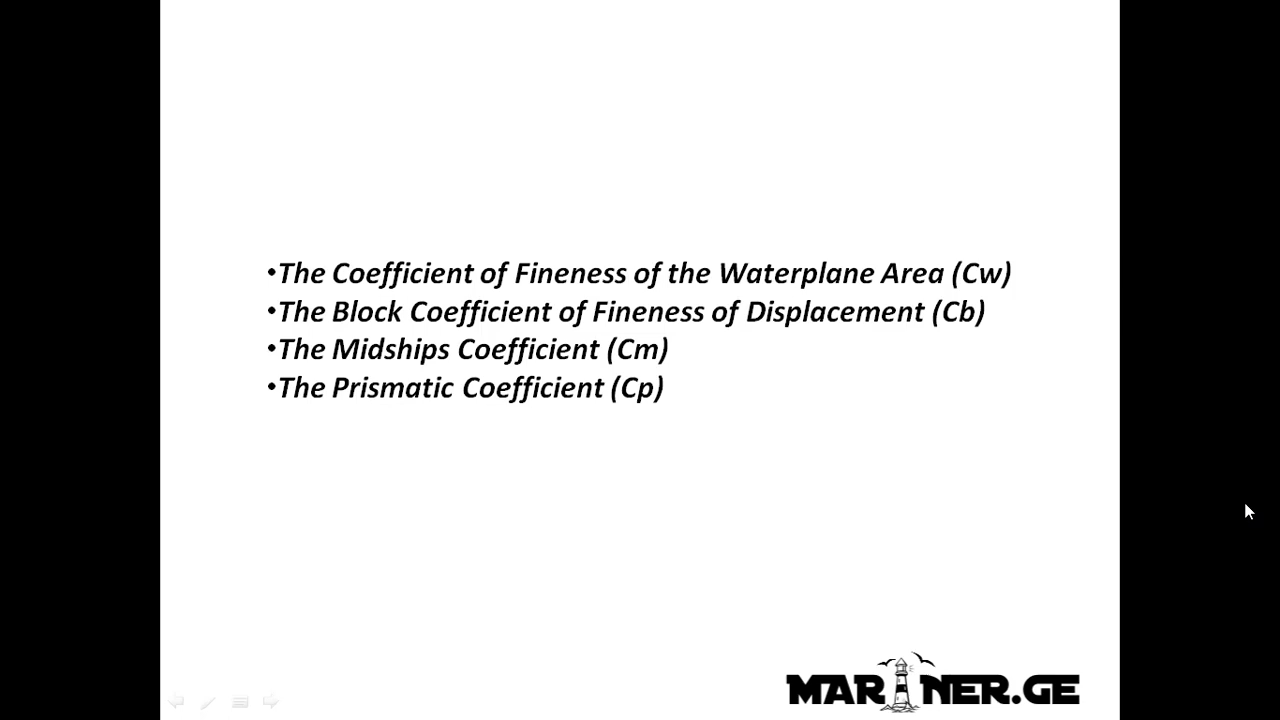 •The Coefficient of Fineness of the Waterplane Area (Cw)
•The Block Coefficient of Fineness of Displacement (Cb)
•The Midships Coefficient (Cm)
•The Prismatic Coefficient (Cp)
MARINER.GE